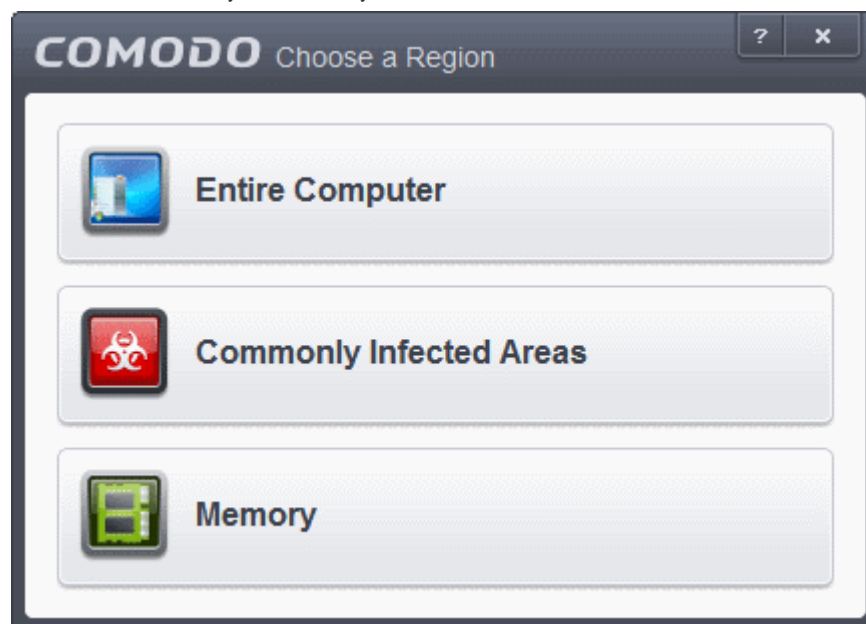 COMODO Choose a Region
? x
Entire Computer
Commonly Infected Areas
Memory